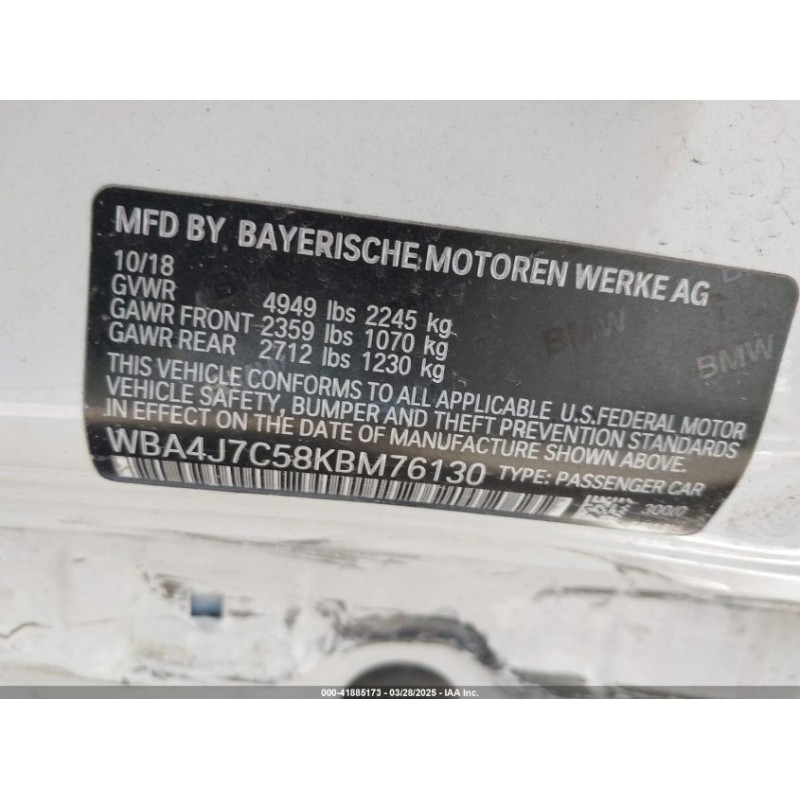 MFD BY BAYERISCHE MOTOREN WERKE AG
10/18
GVWR 4949 lbs 2245 kg
GAWR FRONT 2359 lbs 1070 kg
GAWR REAR 2712 lbs 1230 kg
THIS VEHICLE CONFORMS TO ALL APPLICABLE U.S.FEDERAL MOTOR
VEHICLE SAFETY, BUMPER AND THEFT PREVENTION STANDARDS
IN EFFECT ON THE DATE OF MANUFACTURE SHOWN ABOVE.
WBA4J7C58KBM76130 TYPE: PASSENGER CAR
BMW BMW
000-41885173 - 03/28/2025 - IAA Inc.